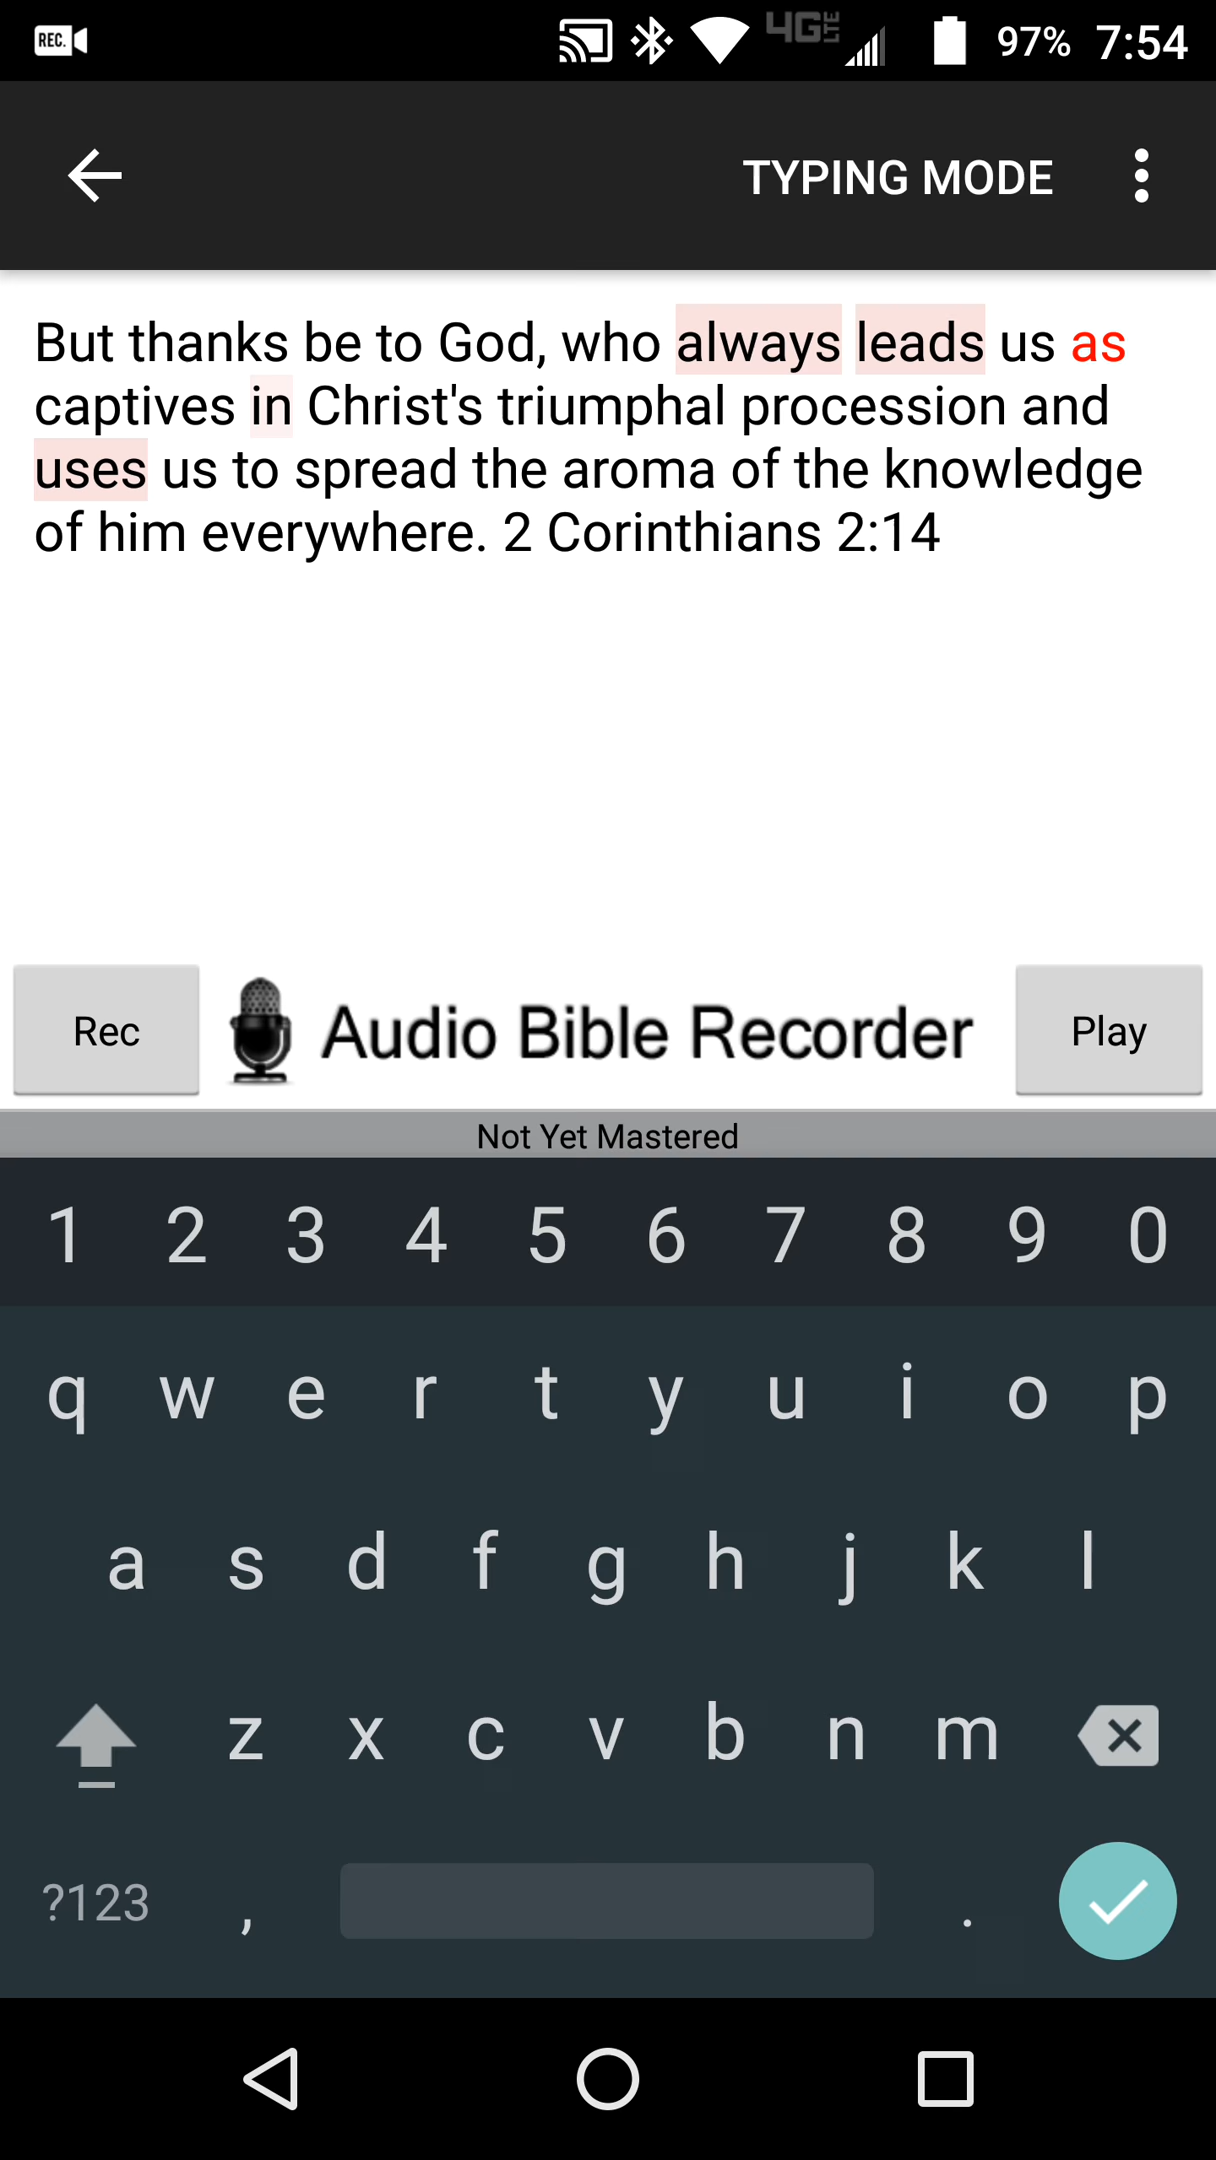 REC. 4G LTE 97% 7:54
TYPING MODE
But thanks be to God, who always leads us as
captives in Christ's triumphal procession and
uses us to spread the aroma of the knowledge
of him everywhere. 2 Corinthians 2:14
Rec Audio Bible Recorder Play
Not Yet Mastered
1 2 3 4 5 6 7 8 9 0
q w e r t y u i o p
a s d f g h j k l
z x c v b n m
?123 , .